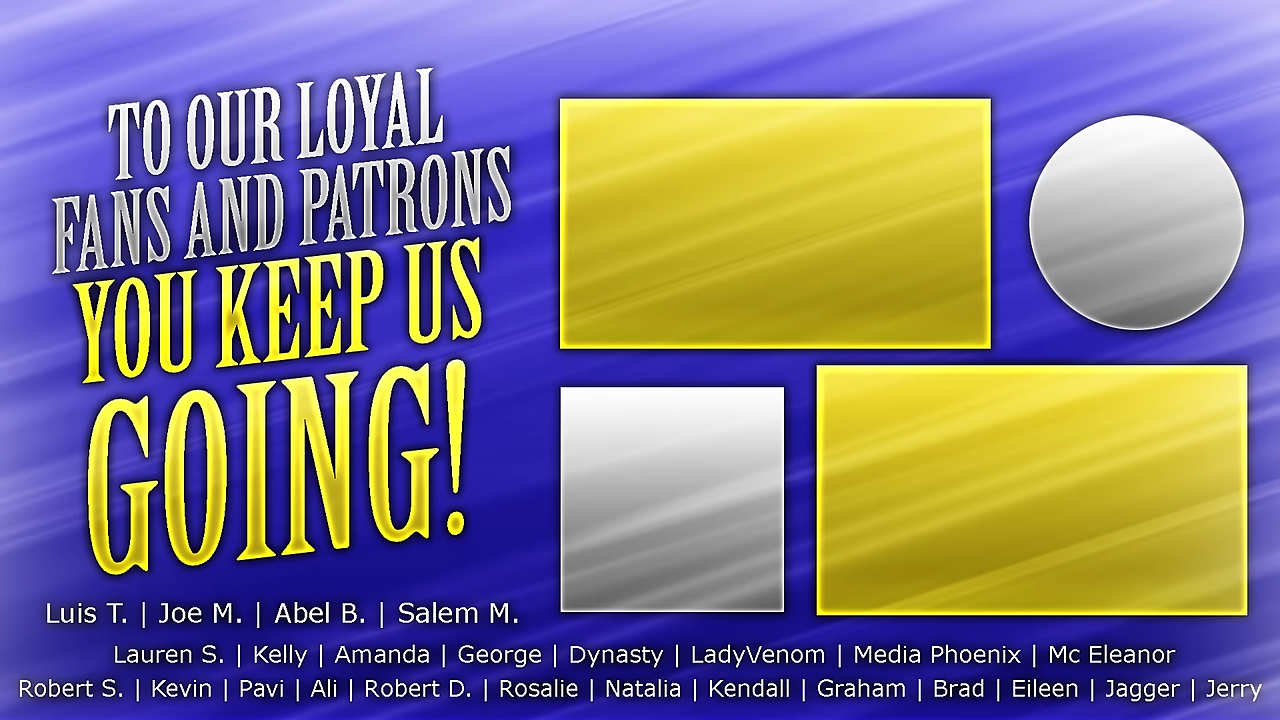 TO OUR LOYAL
FANS AND PATRONS
YOU KEEP US
GOING!
Luis T. | Joe M. | Abel B. | Salem M.
Lauren S. | Kelly | Amanda | George | Dynasty | LadyVenom | Media Phoenix | Mc Eleanor
Robert S. | Kevin | Pavi | Ali | Robert D. | Rosalie | Natalia | Kendall | Graham | Brad | Eileen | Jagger | Jerry